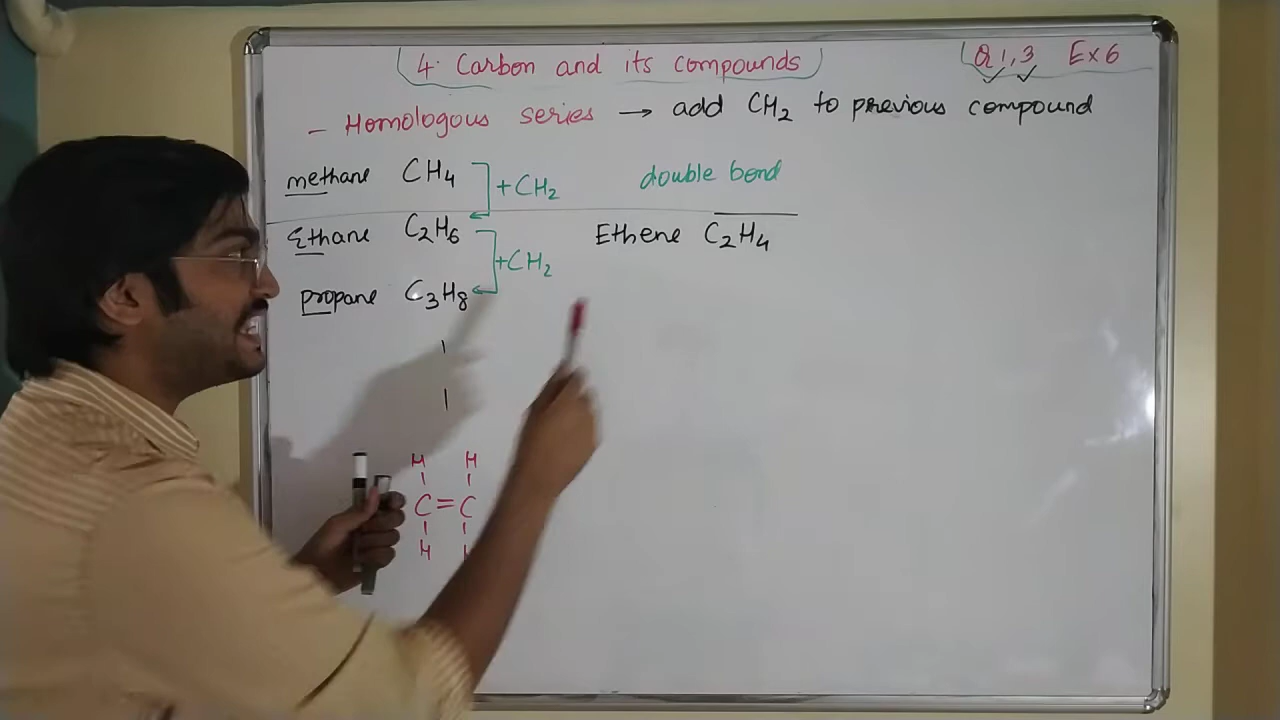 4. Carbon and its compounds
Q 1,3 Ex 6
- Homologous series → add CH₂ to previous compound
methane CH₄ +CH₂
double bond
Ethane C₂H₆ +CH₂
Ethene C₂H₄
propane C₃H₈
H H
C=C
H H